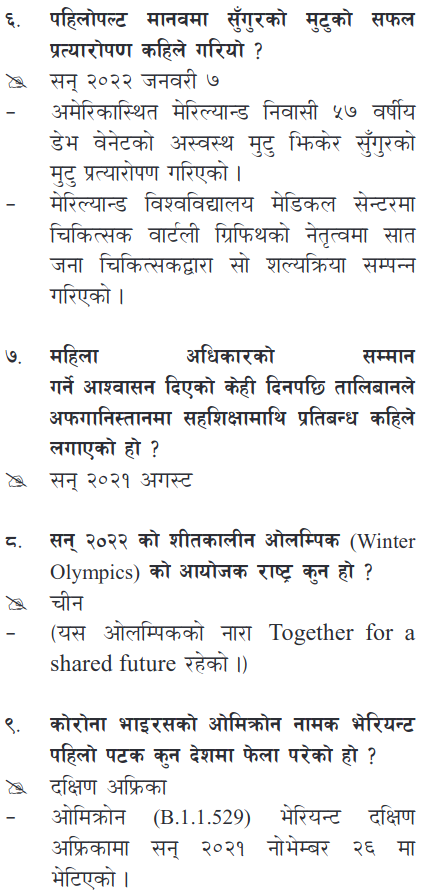 ६. पहिलोपल्ट मानवमा सुँगुरको मुटुको सफल
प्रत्यारोपण कहिले गरियो ?
सन् २०२२ जनवरी ७
– अमेरिकास्थित मेरिल्यान्ड निवासी ५७ वर्षीय
डेभ वेनेटको अस्वस्थ मुटु झिकेर सुँगुरको
मुटु प्रत्यारोपण गरिएको ।
– मेरिल्यान्ड विश्वविद्यालय मेडिकल सेन्टरमा
चिकित्सक वार्टली ग्रिफिथको नेतृत्वमा सात
जना चिकित्सकद्वारा सो शल्यक्रिया सम्पन्न
गरिएको ।
७. महिला अधिकारको सम्मान
गर्ने आश्वासन दिएको केही दिनपछि तालिबानले
अफगानिस्तानमा सहशिक्षामाथि प्रतिबन्ध कहिले
लगाएको हो ?
सन् २०२१ अगस्ट
८. सन् २०२२ को शीतकालीन ओलम्पिक (Winter
Olympics) को आयोजक राष्ट्र कुन हो ?
चीन
– (यस ओलम्पिकको नारा Together for a
shared future रहेको ।)
९. कोरोना भाइरसको ओमिक्रोन नामक भेरियन्ट
पहिलो पटक कुन देशमा फेला परेको हो ?
दक्षिण अफ्रिका
– ओमिक्रोन (B.1.1.529) भेरियन्ट दक्षिण
अफ्रिकामा सन् २०२१ नोभेम्बर २६ मा
भेटिएको ।